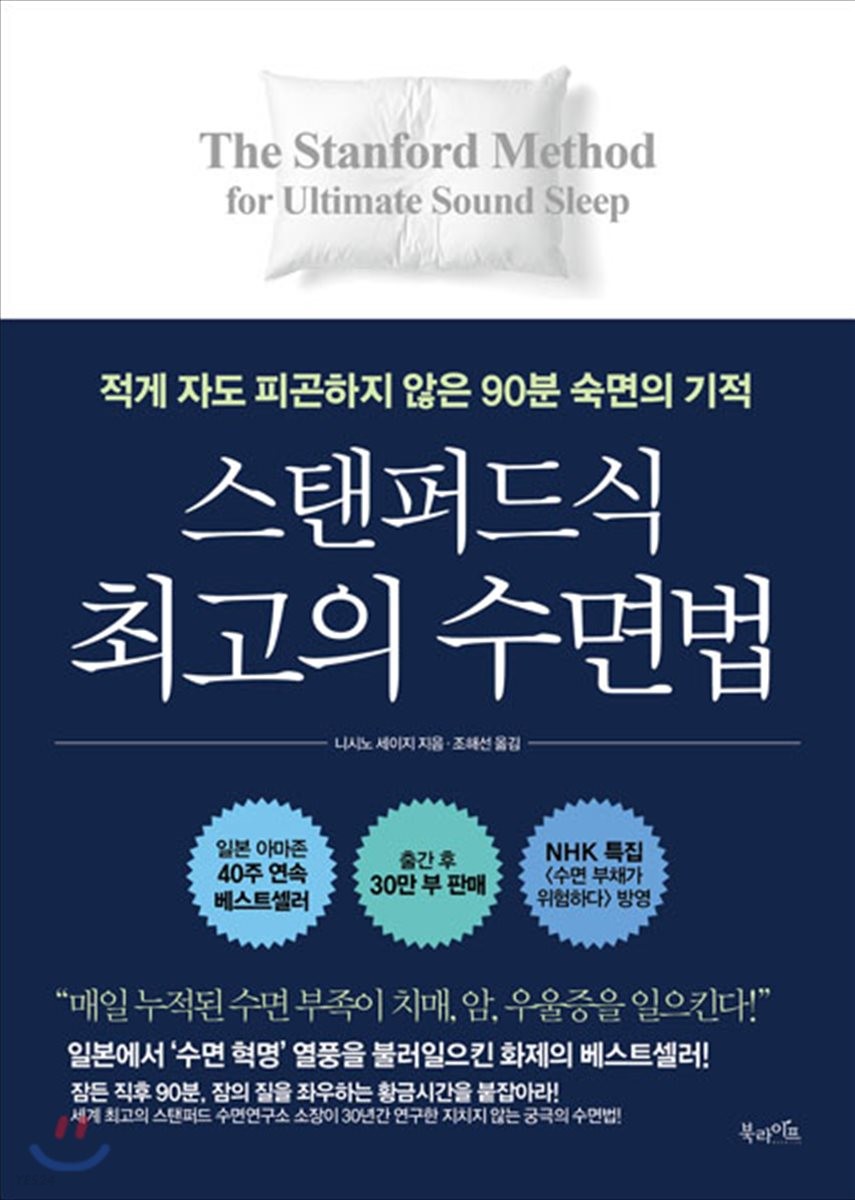 The Stanford Method
for Ultimate Sound Sleep
적게 자도 피곤하지 않은 90분 숙면의 기적
스탠퍼드식
최고의 수면법
니시노 세이지 지음·조해선 옮김
일본 아마존
40주 연속
베스트셀러
출간 후
30만 부 판매
NHK 특집
〈수면 부채가
위험하다〉 방영
“매일 누적된 수면 부족이 치매, 암, 우울증을 일으킨다!”
일본에서 ‘수면 혁명’ 열풍을 불러일으킨 화제의 베스트셀러!
잠든 직후 90분, 잠의 질을 좌우하는 황금시간을 붙잡아라!
세계 최고의 스탠퍼드 수면연구소 소장이 30년간 연구한 지치지 않는 궁극의 수면법!
북라이프